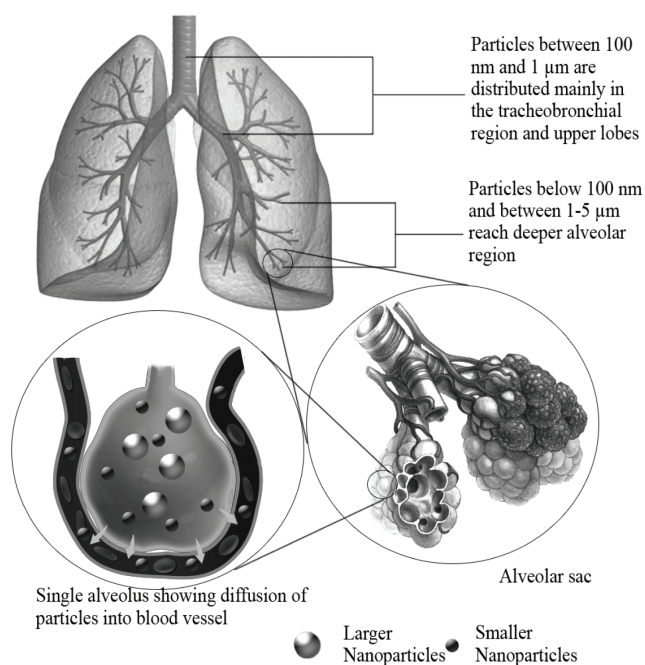 Particles between 100
nm and 1 µm are
distributed mainly in
the tracheobronchial
region and upper lobes
Particles below 100 nm
and between 1-5 µm
reach deeper alveolar
region
Single alveolus showing diffusion of
particles into blood vessel
Alveolar sac
Larger
Nanoparticles
Smaller
Nanoparticles